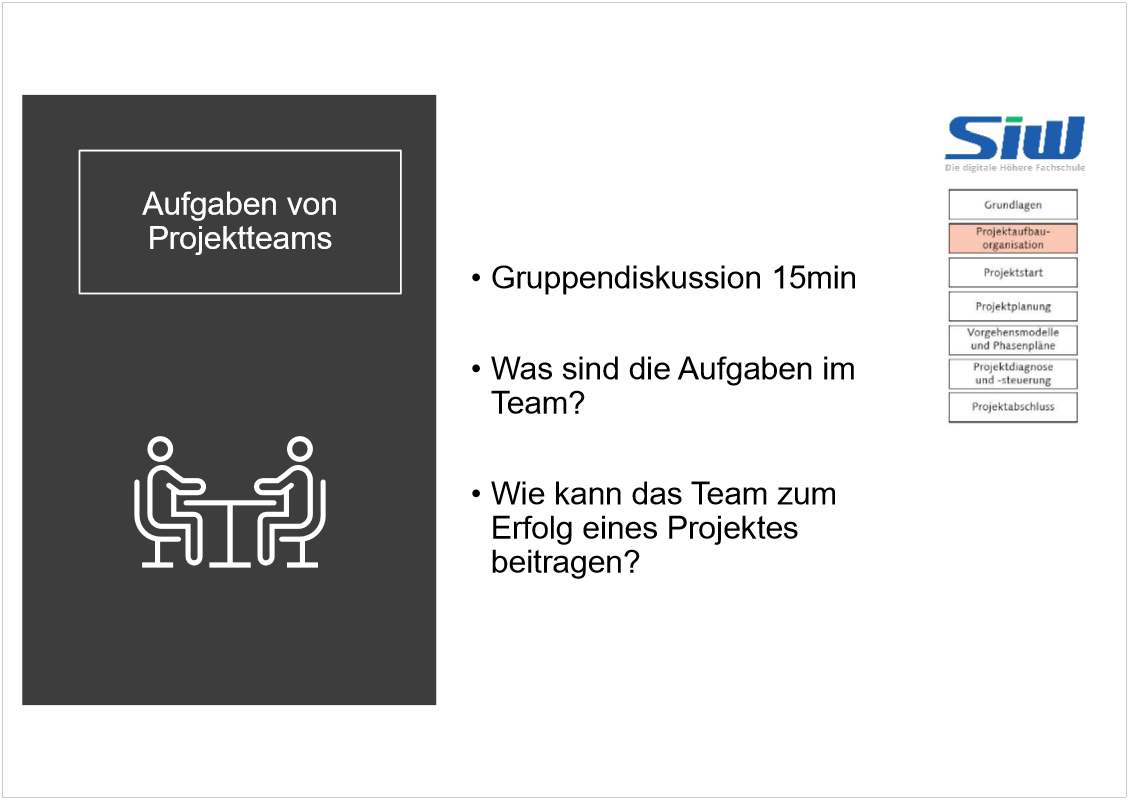 Aufgaben von
Projektteams
• Gruppendiskussion 15min
• Was sind die Aufgaben im
Team?
• Wie kann das Team zum
Erfolg eines Projektes
beitragen?
SiW
Die digitale Höhere Fachschule
Grundlagen
Projektaufbau-
organisation
Projektstart
Projektplanung
Vorgehensmodelle
und Phasenpläne
Projektdiagnose
und -steuerung
Projektabschluss